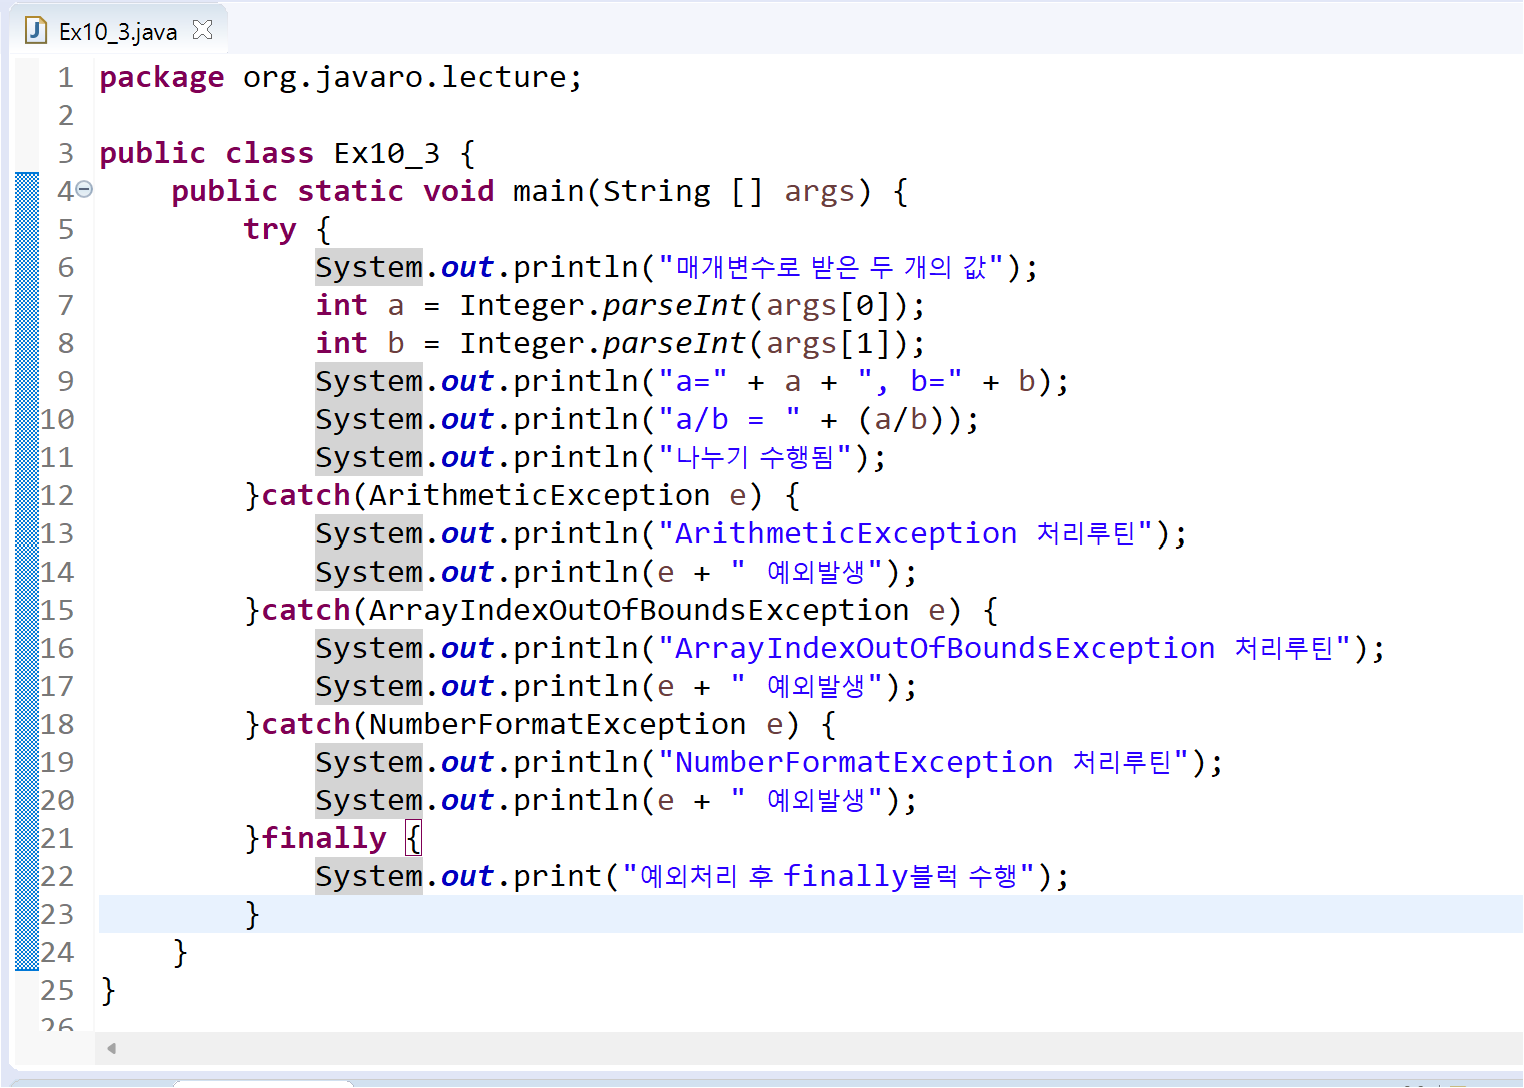 Ex10_3.java
1 package org.javaro.lecture;
2
3 public class Ex10_3 {
4 public static void main(String [] args) {
5 try {
6 System.out.println("매개변수로 받은 두 개의 값");
7 int a = Integer.parseInt(args[0]);
8 int b = Integer.parseInt(args[1]);
9 System.out.println("a=" + a + ", b=" + b);
10 System.out.println("a/b = " + (a/b));
11 System.out.println("나누기 수행됨");
12 }catch(ArithmeticException e) {
13 System.out.println("ArithmeticException 처리루틴");
14 System.out.println(e + " 예외발생");
15 }catch(ArrayIndexOutOfBoundsException e) {
16 System.out.println("ArrayIndexOutOfBoundsException 처리루틴");
17 System.out.println(e + " 예외발생");
18 }catch(NumberFormatException e) {
19 System.out.println("NumberFormatException 처리루틴");
20 System.out.println(e + " 예외발생");
21 }finally {
22 System.out.print("예외처리 후 finally블럭 수행");
23 }
24 }
25 }
26